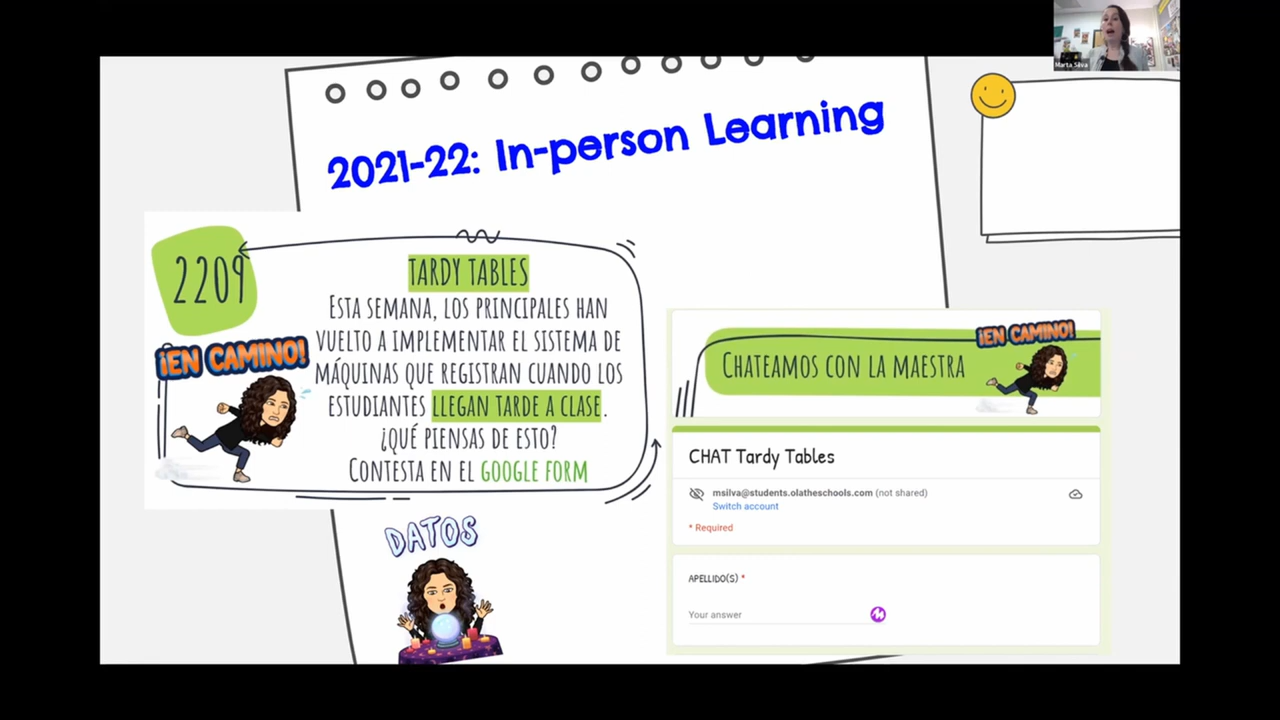 Marta Silva
2021-22: In-person Learning
2209
¡EN CAMINO!
TARDY TABLES
ESTA SEMANA, LOS PRINCIPALES HAN
VUELTO A IMPLEMENTAR EL SISTEMA DE
MÁQUINAS QUE REGISTRAN CUANDO LOS
ESTUDIANTES LLEGAN TARDE A CLASE.
¿QUÉ PIENSAS DE ESTO?
CONTESTA EN EL GOOGLE FORM
DATOS
¡EN CAMINO!
CHATEAMOS CON LA MAESTRA
CHAT Tardy Tables
msilva@students.olatheschools.com (not shared)
Switch account
* Required
APELLIDO(S) *
Your answer